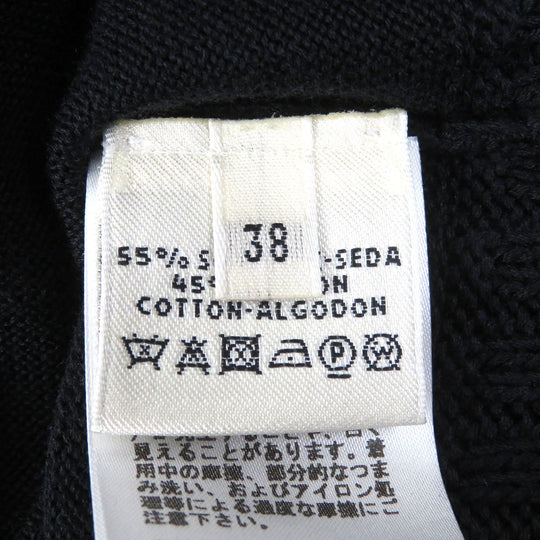 38
55% S -SEDA
45 ON
COTTON-ALGODON
P W
見えることがあります。着
用中の摩擦、部分的なつま
み洗い、およびアイロン処
理等による過度な摩擦に
ご注意下さい。